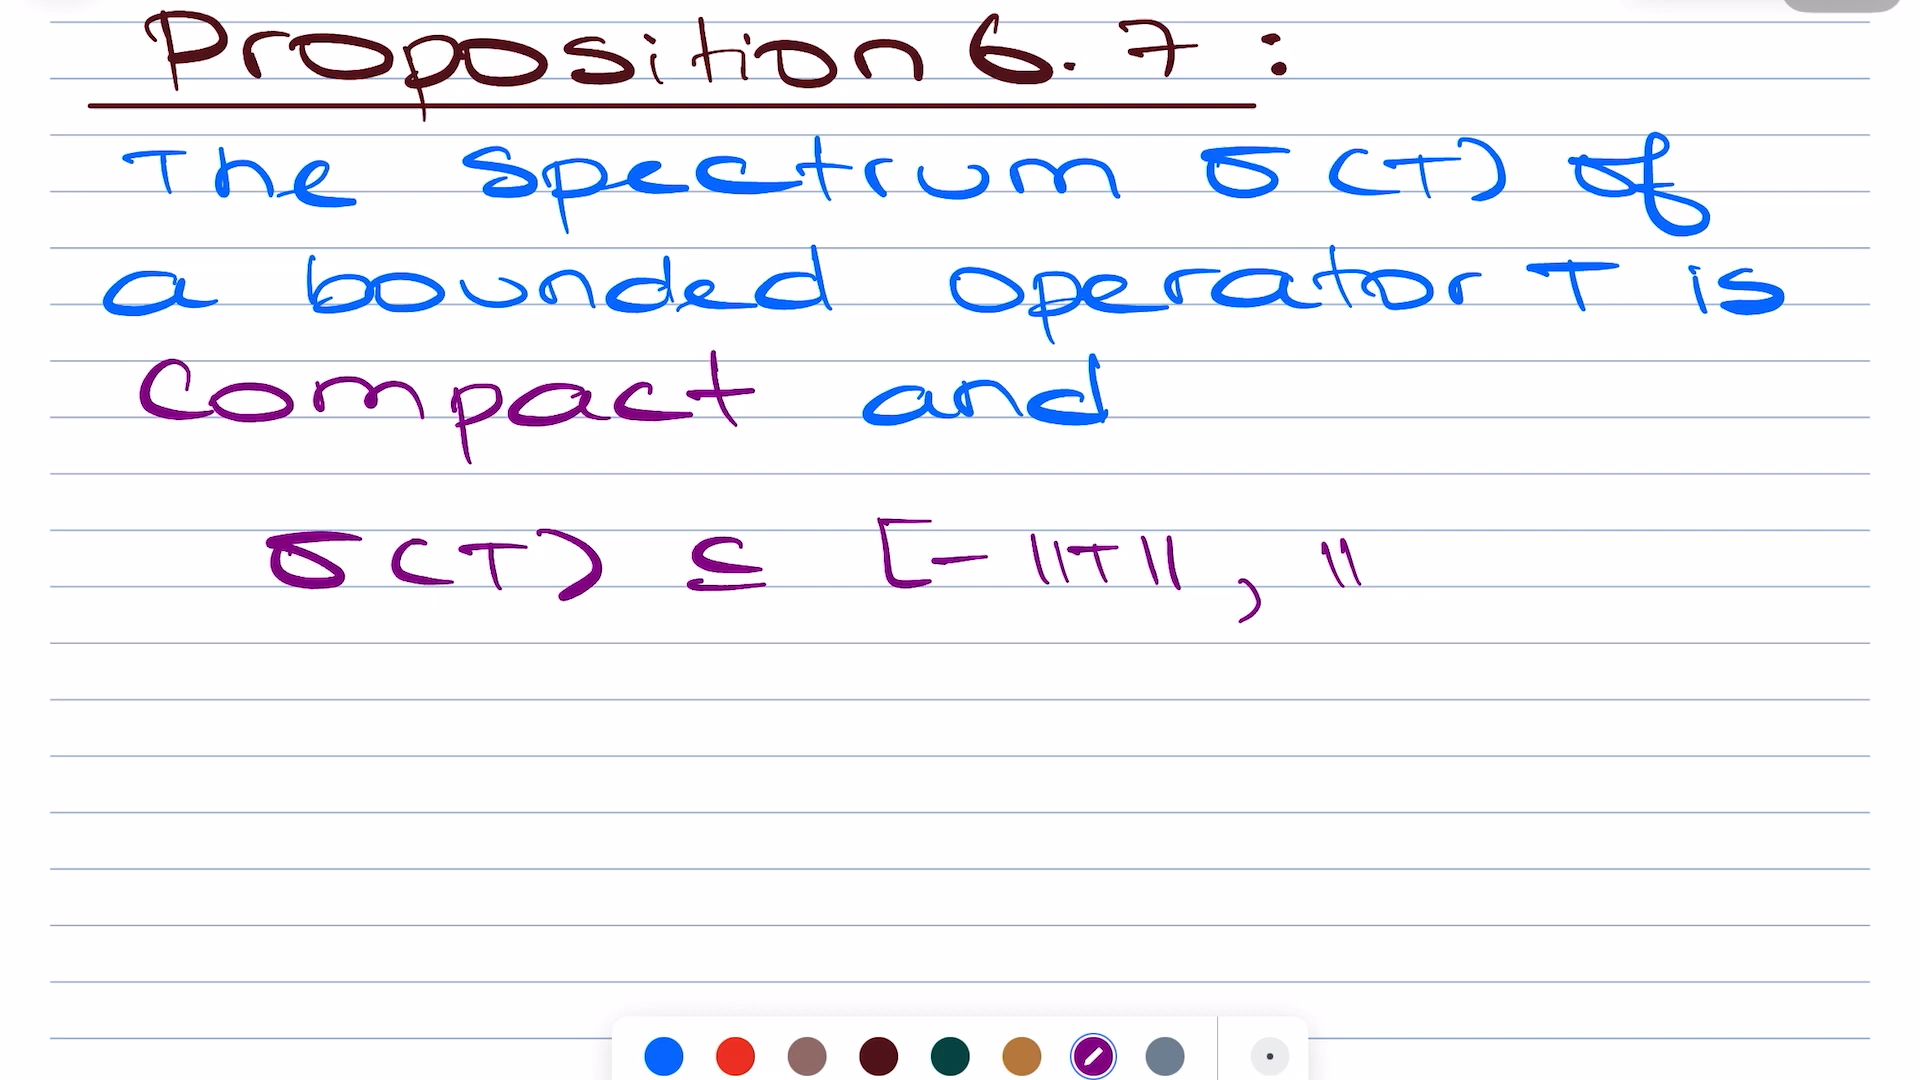 Proposition 6.7:
The spectrum σ(T) of
a bounded operator T is
compact and
σ(T) ⊆ [-||T||, ||